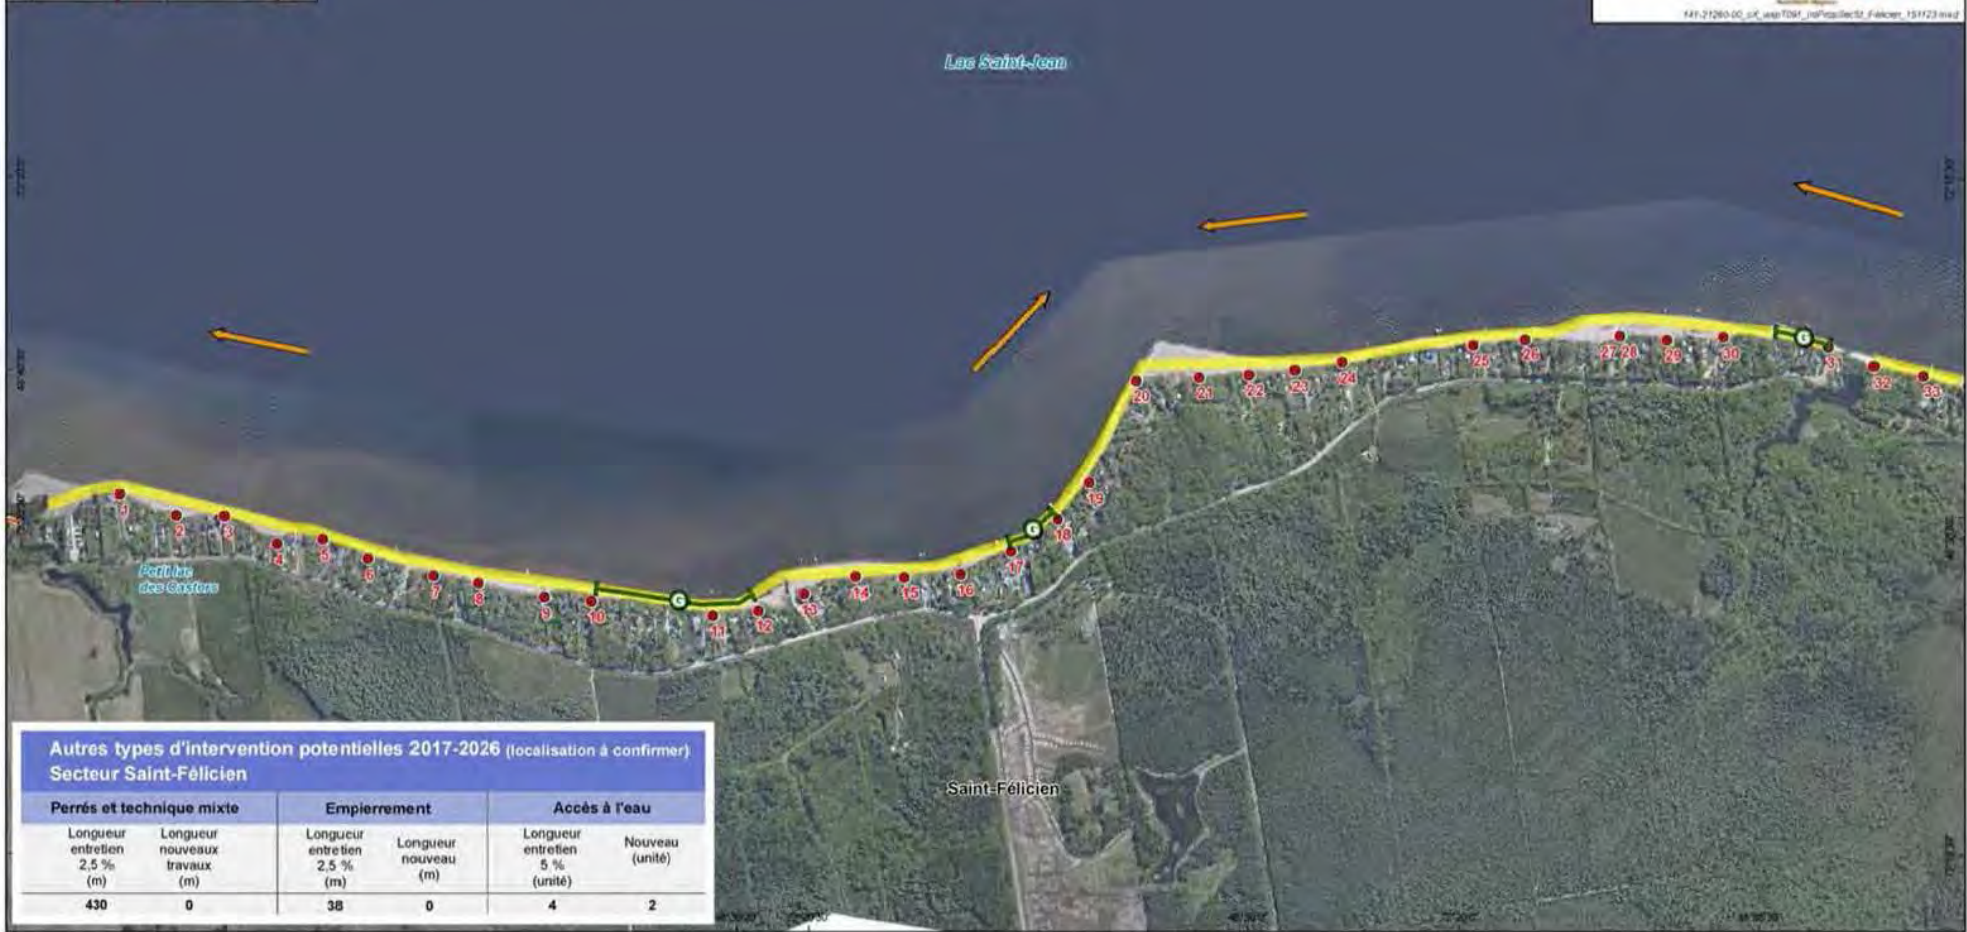 Lac Saint-Jean
1
2
3
4
5
6
7
8
9
10
G
11
12
13
14
15
16
17
G
18
19
20
21
22
23
24
25
26
27 28
29
30
G
31
32
33
Petit lac
des Castors
Saint-Félicien
Autres types d'intervention potentielles 2017-2026 (localisation à confirmer)
Secteur Saint-Félicien
Perrés et technique mixte Empierrement Accès à l'eau
Longueur entretien 2,5 % (m) Longueur nouveaux travaux (m) Longueur entretien 2,5 % (m) Longueur nouveau (m) Longueur entretien 5 % (unité) Nouveau (unité)
430 0 38 0 4 2